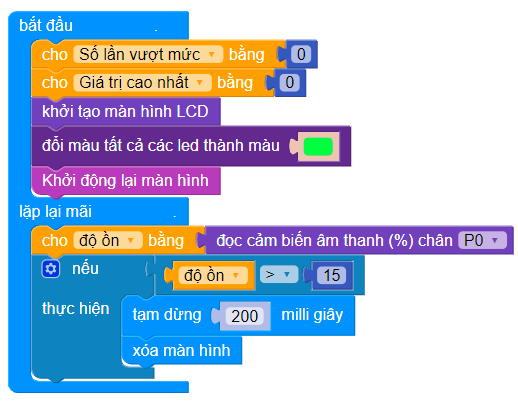 bắt đầu
cho Số lần vượt mức bằng 0
cho Giá trị cao nhất bằng 0
khởi tạo màn hình LCD
đổi màu tất cả các led thành màu
Khởi động lại màn hình
lặp lại mãi
cho độ ồn bằng đọc cảm biến âm thanh (%) chân P0
nếu độ ồn > 15
thực hiện tạm dừng 200 mili giây
xóa màn hình